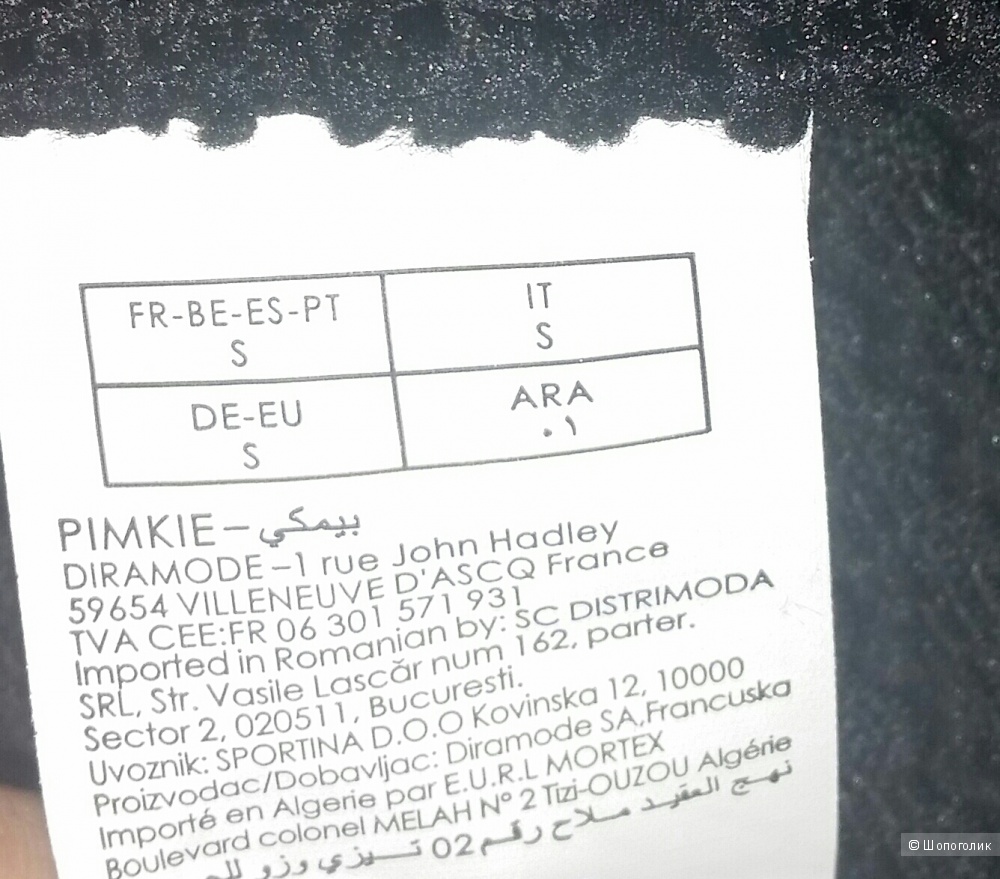 FR-BE-ES-PT
S
IT
S
DE-EU
S
ARA
٠١
PIMKIE–بيمكي
DIRAMODE–1 rue John Hadley
59654 VILLENEUVE D'ASCQ France
TVA CEE:FR 06 301 571 931
Imported in Romanian by: SC DISTRIMODA
SRL, Str. Vasile Lascăr num 162, parter.
Sector 2, 020511, Bucuresti.
Uvoznik: SPORTINA D.O.O Kovinska 12, 10000
Proizvodac/Dobavljac: Diramode SA,Francuska
Importé en Algerie par E.U.R.L MORTEX
Boulevard colonel MELAH N° 2 Tizi-OUZOU Algérie
نهج العقيد ملاح رقم 02 تيزي وزو
© Шопоголик